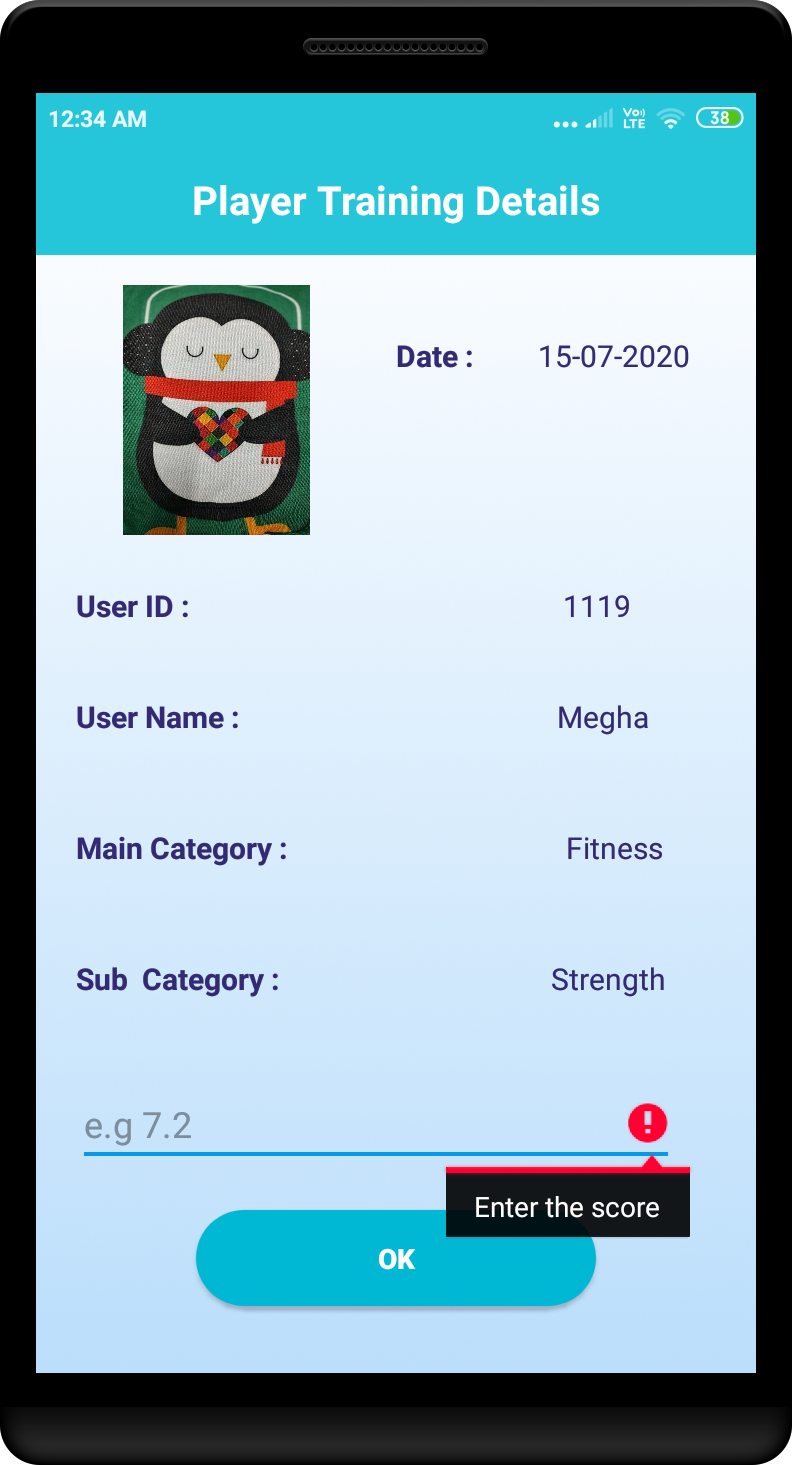 12:34 AM Vo)) LTE 38
Player Training Details
Date : 15-07-2020
User ID : 1119
User Name : Megha
Main Category : Fitness
Sub Category : Strength
e.g 7.2
Enter the score
OK